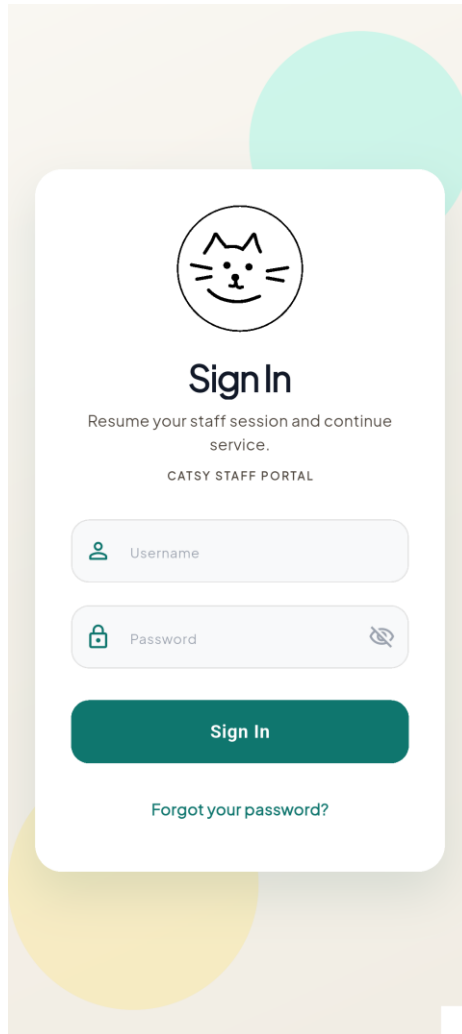 Sign In
Resume your staff session and continue
service.
CATSY STAFF PORTAL
Username
Password
Sign In
Forgot your password?